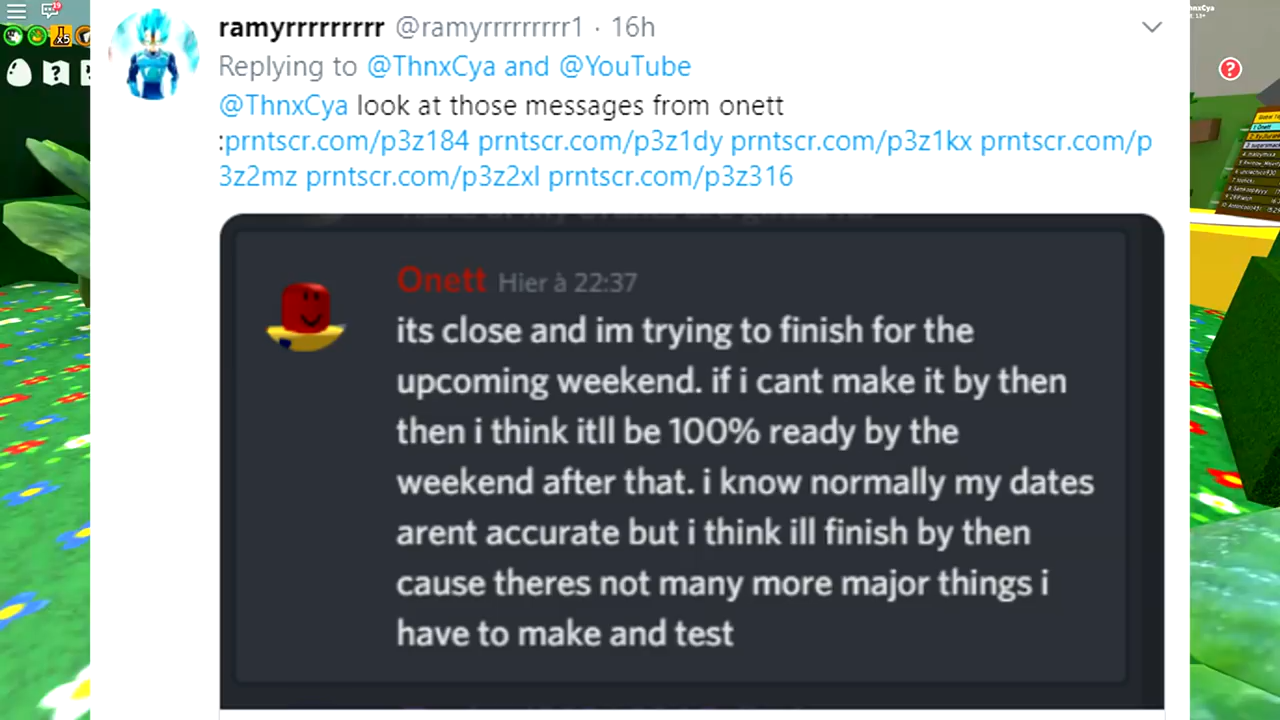 ramyrrrrrrrrr @ramyrrrrrrrrr1 · 16h
Replying to @ThnxCya and @YouTube
@ThnxCya look at those messages from onett
:prntscr.com/p3z184 prntscr.com/p3z1dy prntscr.com/p3z1kx prntscr.com/p
3z2mz prntscr.com/p3z2xl prntscr.com/p3z316
Onett Hier à 22:37
its close and im trying to finish for the
upcoming weekend. if i cant make it by then
then i think itll be 100% ready by the
weekend after that. i know normally my dates
arent accurate but i think ill finish by then
cause theres not many more major things i
have to make and test
x5
?
?